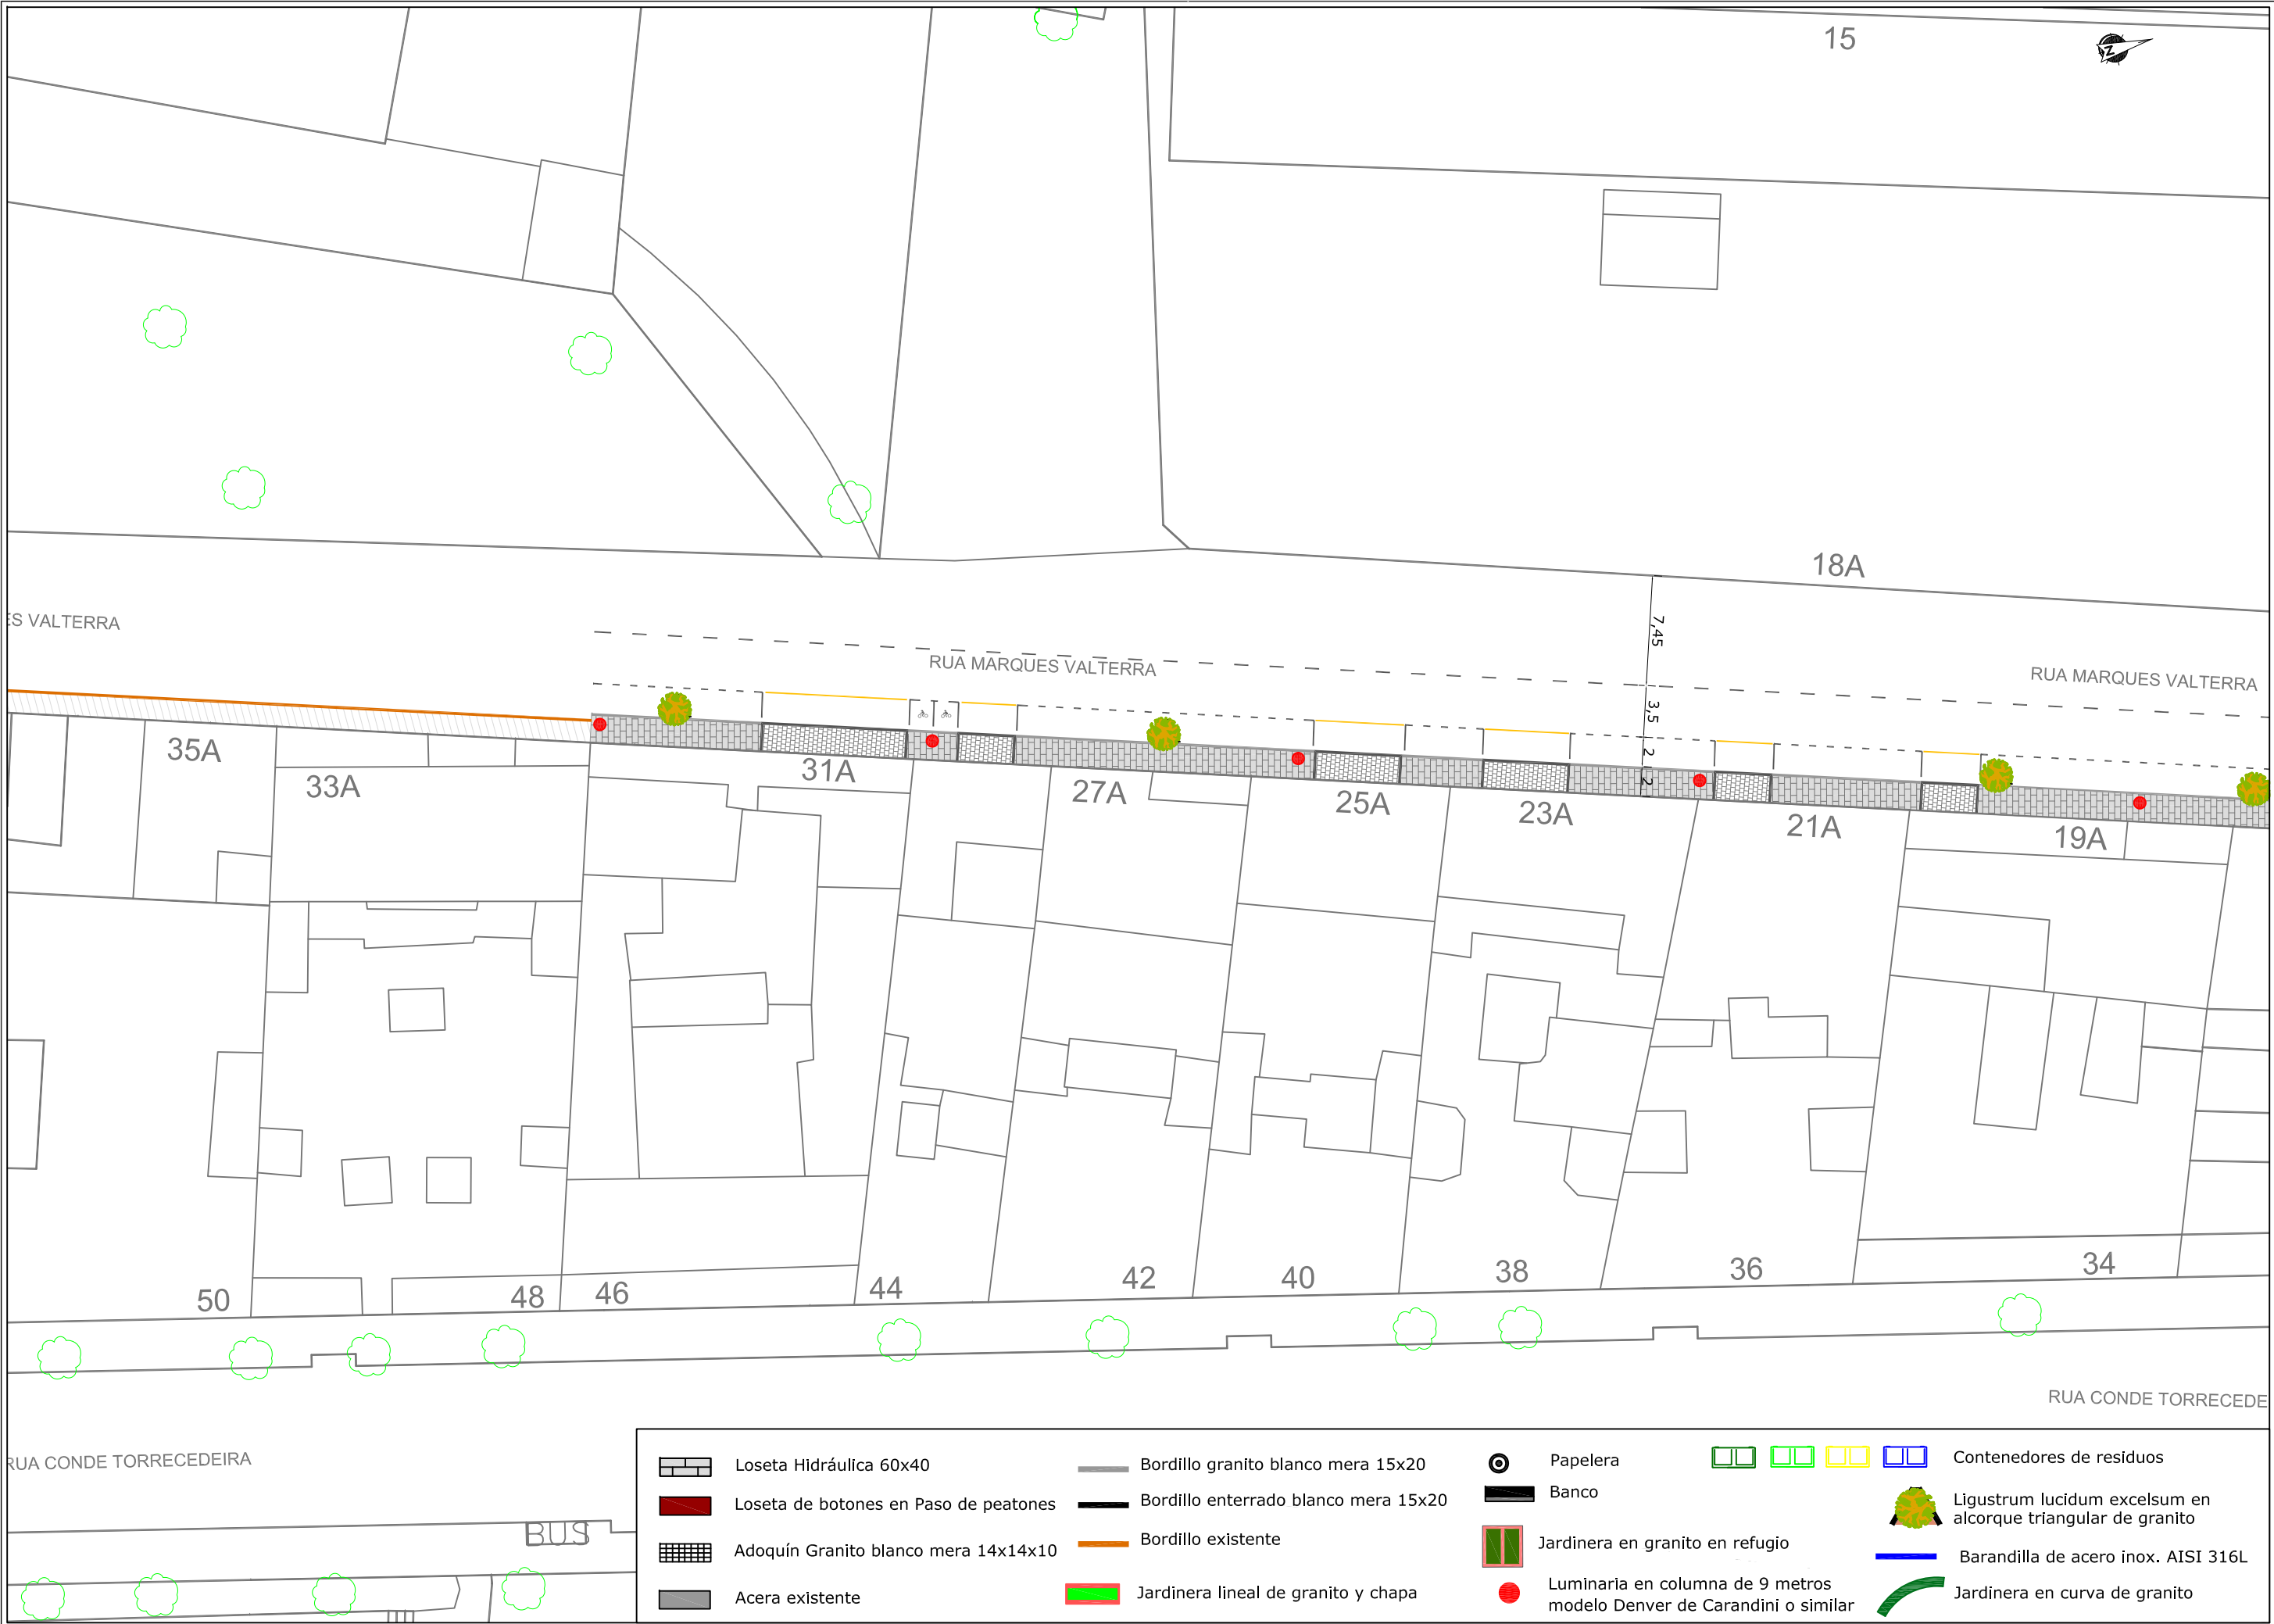 15
N
18A
ES VALTERRA
RUA MARQUES VALTERRA
RUA MARQUES VALTERRA
7,45
3,5
2
2
35A
33A
31A
27A
25A
23A
21A
19A
50
48
46
44
42
40
38
36
34
RUA CONDE TORRECEDE
RUA CONDE TORRECEDEIRA
BUS
Loseta Hidráulica 60x40
Loseta de botones en Paso de peatones
Adoquín Granito blanco mera 14x14x10
Acera existente
Bordillo granito blanco mera 15x20
Bordillo enterrado blanco mera 15x20
Bordillo existente
Jardinera lineal de granito y chapa
Papelera
Banco
Jardinera en granito en refugio
Luminaria en columna de 9 metros
modelo Denver de Carandini o similar
Contenedores de residuos
Ligustrum lucidum excelsum en
alcorque triangular de granito
Barandilla de acero inox. AISI 316L
Jardinera en curva de granito